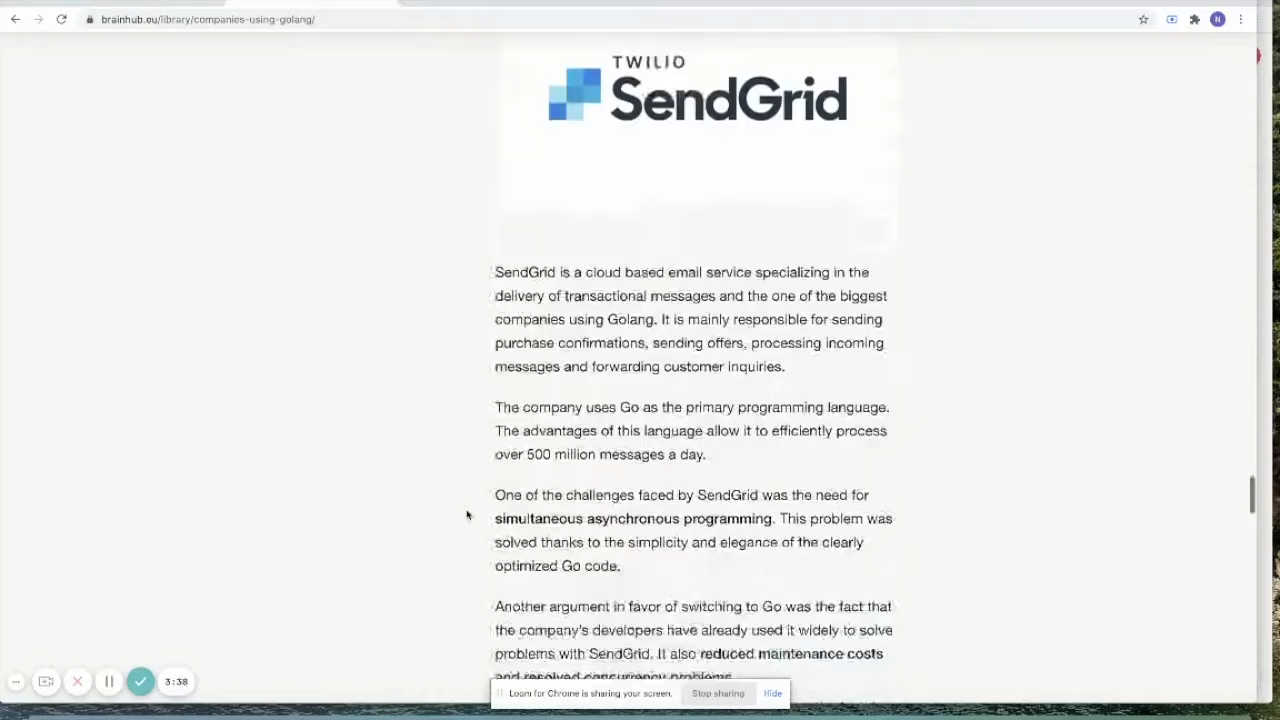 brainhub.eu/library/companies-using-golang/
N
TWILIO
SendGrid
SendGrid is a cloud based email service specializing in the
delivery of transactional messages and the one of the biggest
companies using Golang. It is mainly responsible for sending
purchase confirmations, sending offers, processing incoming
messages and forwarding customer inquiries.
The company uses Go as the primary programming language.
The advantages of this language allow it to efficiently process
over 500 million messages a day.
One of the challenges faced by SendGrid was the need for
simultaneous asynchronous programming. This problem was
solved thanks to the simplicity and elegance of the clearly
optimized Go code.
Another argument in favor of switching to Go was the fact that
the company's developers have already used it widely to solve
problems with SendGrid. It also reduced maintenance costs
and resolved concurrency problems.
3:38
Loom for Chrome is sharing your screen.
Stop sharing
Hide